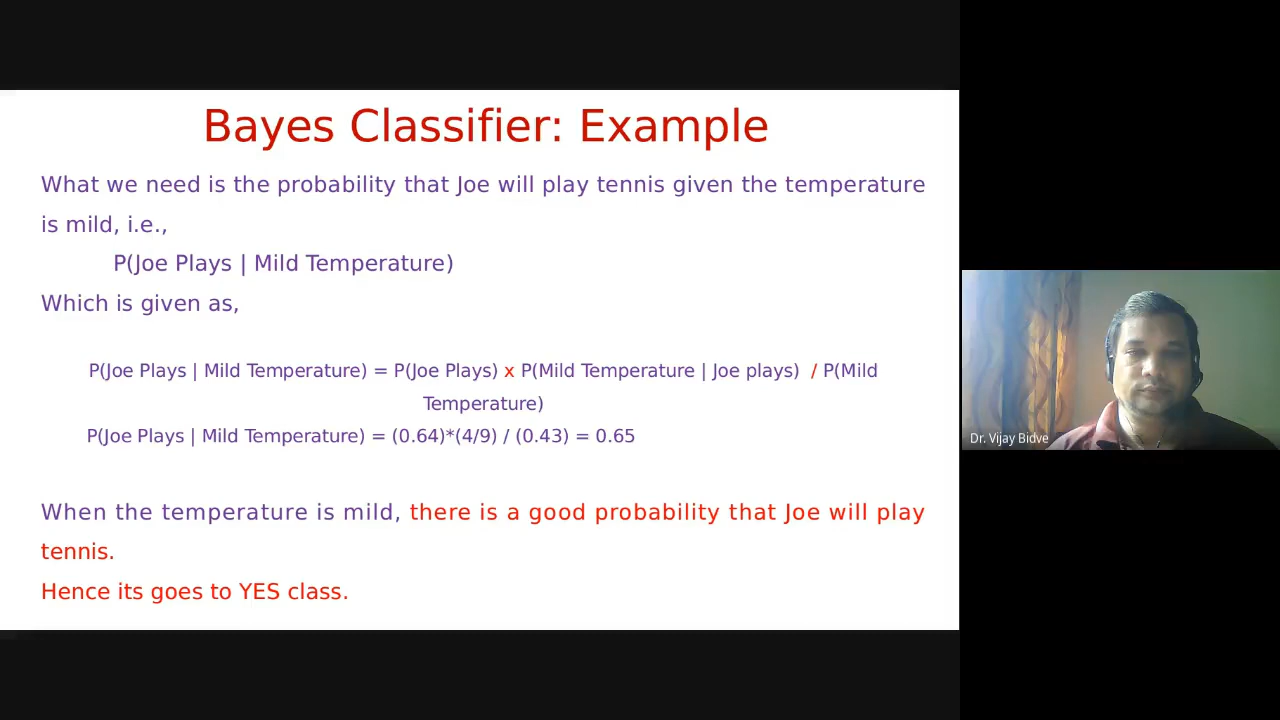 Bayes Classifier: Example
What we need is the probability that Joe will play tennis given the temperature
is mild, i.e.,
P(Joe Plays | Mild Temperature)
Which is given as,
P(Joe Plays | Mild Temperature) = P(Joe Plays) x P(Mild Temperature | Joe plays) / P(Mild
Temperature)
P(Joe Plays | Mild Temperature) = (0.64)*(4/9) / (0.43) = 0.65
When the temperature is mild, there is a good probability that Joe will play
tennis.
Hence its goes to YES class.
Dr. Vijay Bidve